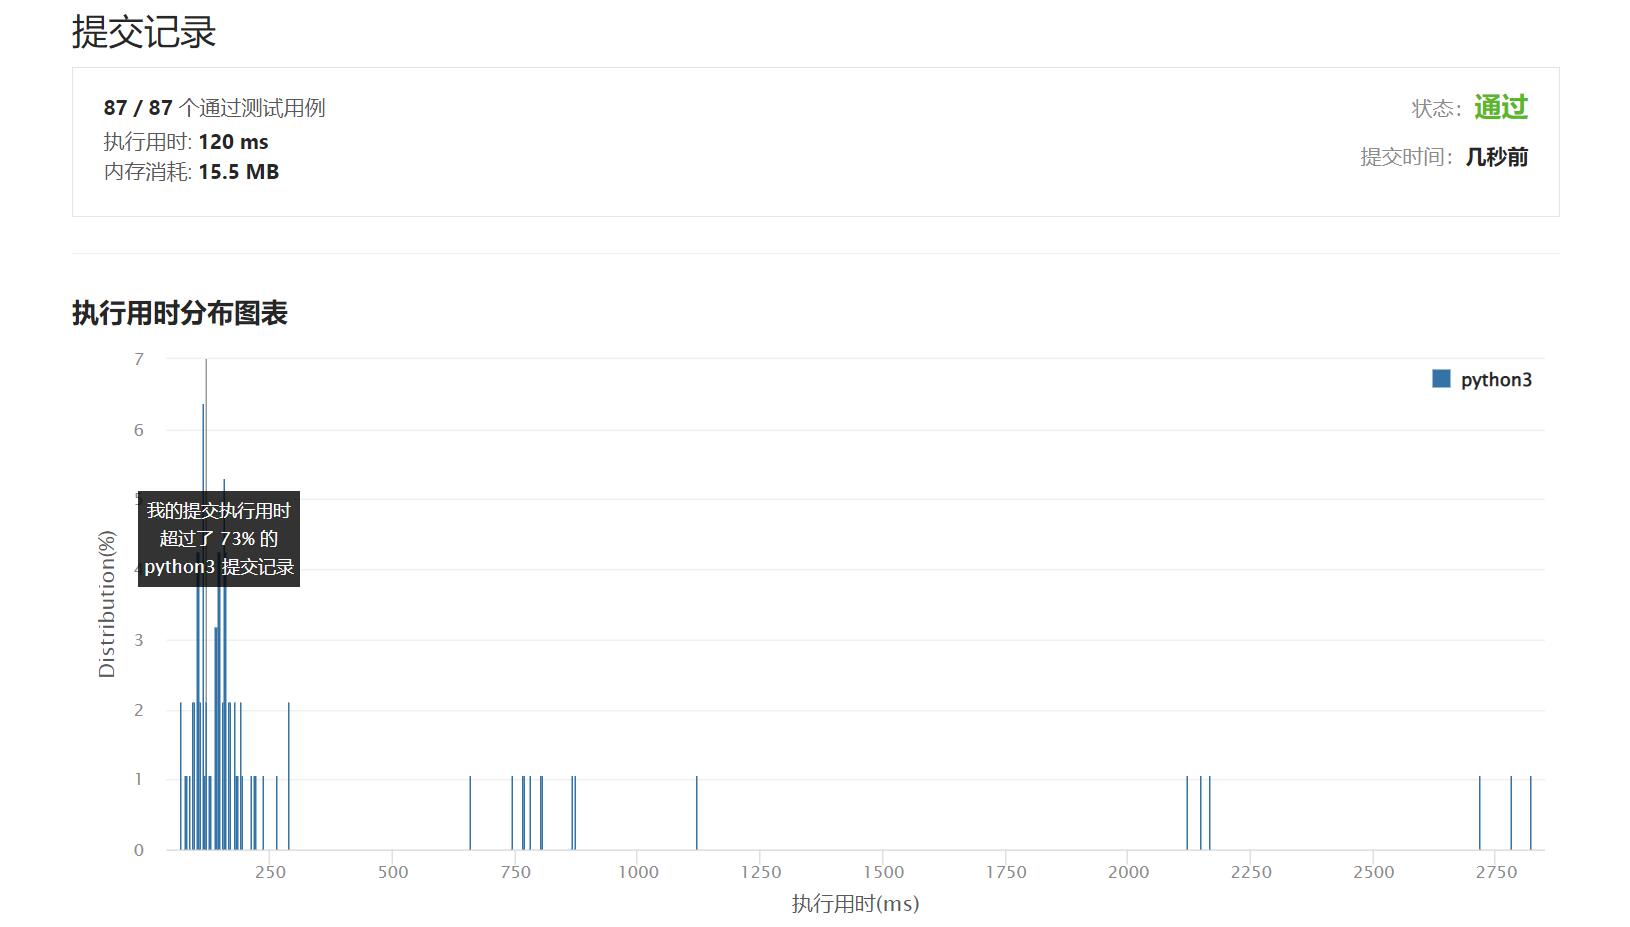 提交记录
87 / 87 个通过测试用例
状态：通过
执行用时: 120 ms
提交时间：几秒前
内存消耗: 15.5 MB
执行用时分布图表
7
python3
6
我的提交执行用时
超过了 73% 的
python3 提交记录
Distribution(%)
3
2
1
0
250 500 750 1000 1250 1500 1750 2000 2250 2500 2750
执行用时(ms)